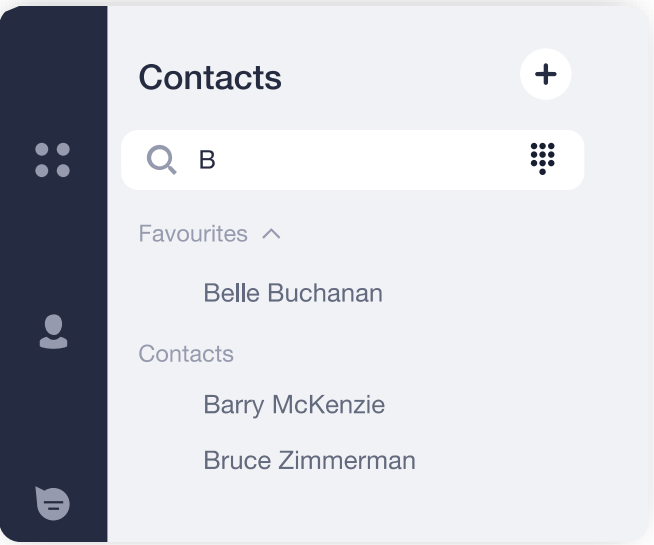 Contacts
B
Favourites
Belle Buchanan
Contacts
Barry McKenzie
Bruce Zimmerman